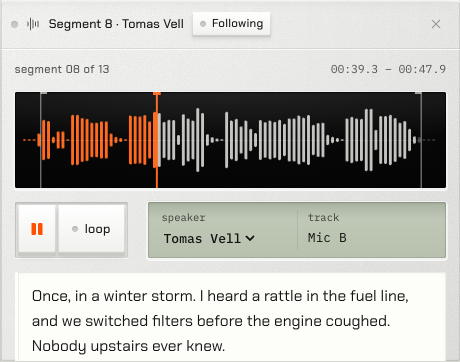 Segment 8 · Tomas Vell Following
segment 08 of 13 00:39.3 – 00:47.9
loop
speaker track
Tomas Vell Mic B
Once, in a winter storm. I heard a rattle in the fuel line,
and we switched filters before the engine coughed.
Nobody upstairs ever knew.